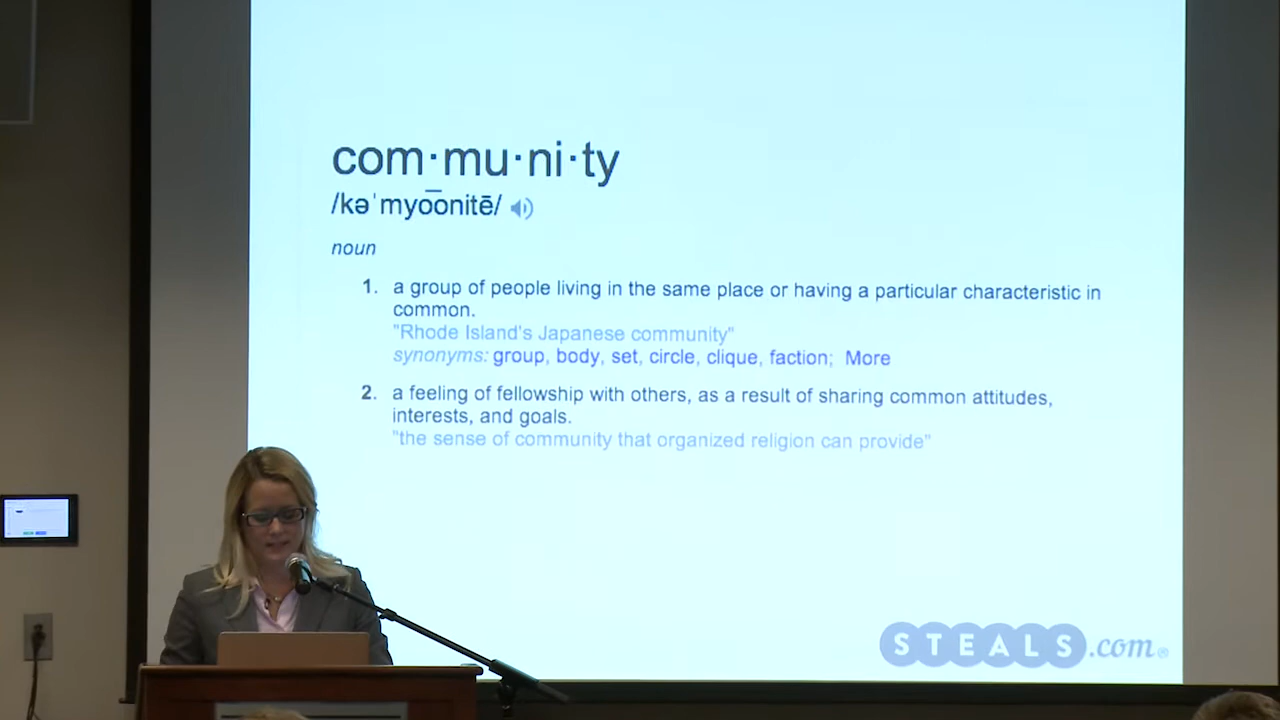 com·mu·ni·ty
/kəˈmyo͞onitē/
noun
1. a group of people living in the same place or having a particular characteristic in
common.
"Rhode Island's Japanese community"
synonyms: group, body, set, circle, clique, faction; More
2. a feeling of fellowship with others, as a result of sharing common attitudes,
interests, and goals.
"the sense of community that organized religion can provide"
STEALS.com®